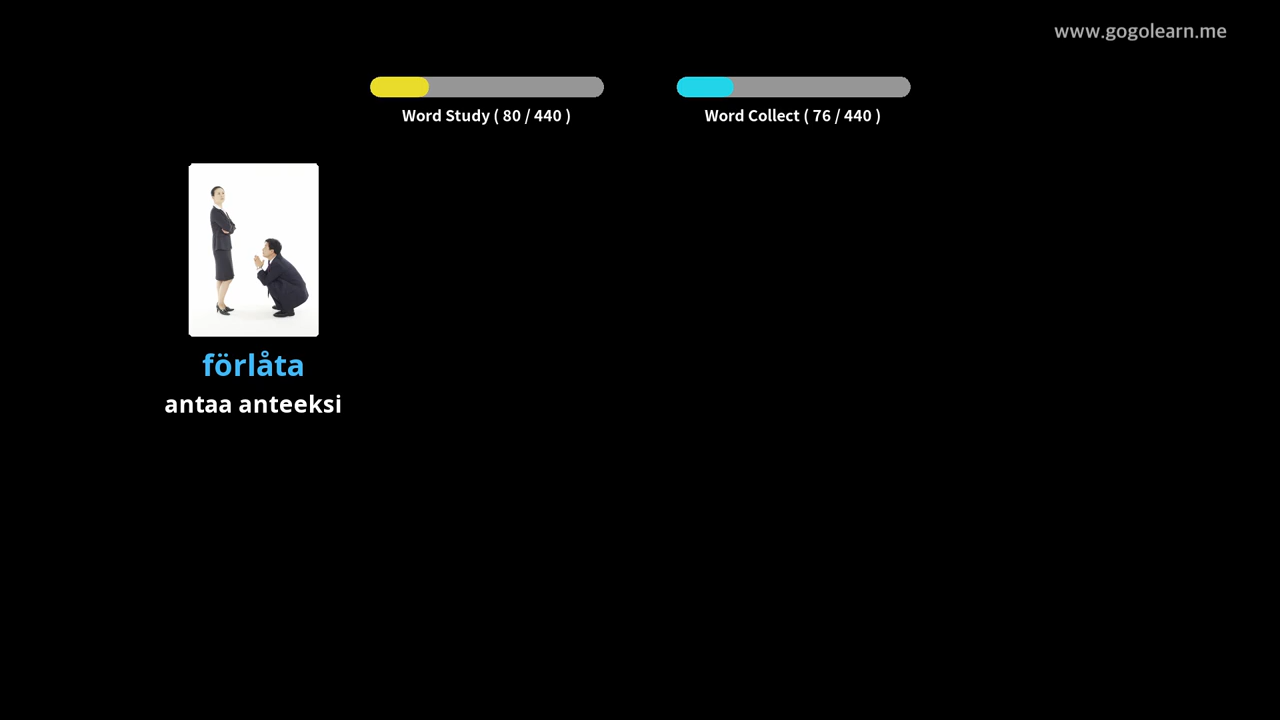 www.gogolearn.me
Word Study ( 80 / 440 )
Word Collect ( 76 / 440 )
förlåta
antaa anteeksi